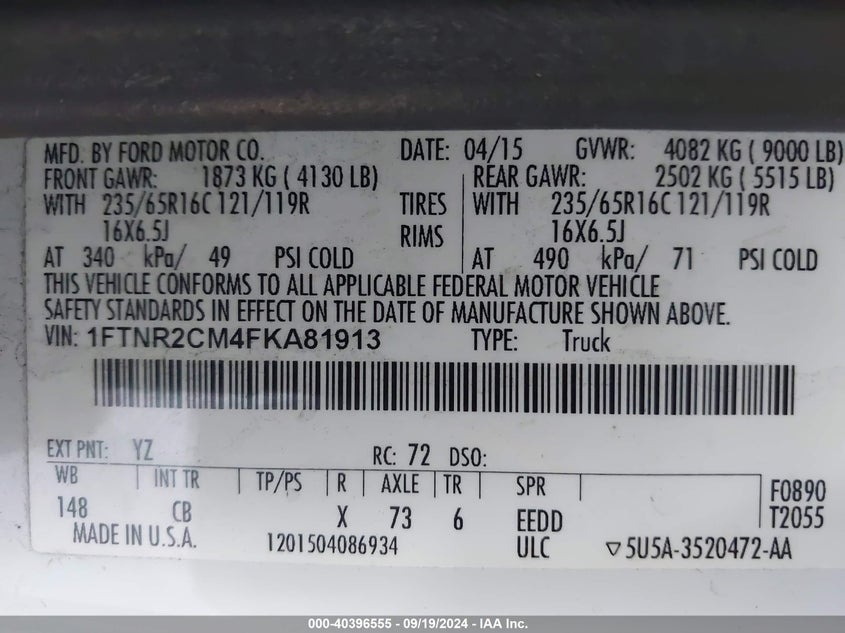 MFD. BY FORD MOTOR CO. DATE: 04/15 GVWR: 4082 KG ( 9000 LB)
FRONT GAWR: 1873 KG ( 4130 LB) REAR GAWR: 2502 KG ( 5515 LB)
WITH 235/65R16C 121/119R TIRES WITH 235/65R16C 121/119R
16X6.5J RIMS 16X6.5J
AT 340 kPa/ 49 PSI COLD AT 490 kPa/ 71 PSI COLD
THIS VEHICLE CONFORMS TO ALL APPLICABLE FEDERAL MOTOR VEHICLE
SAFETY STANDARDS IN EFFECT ON THE DATE OF MANUFACTURE SHOWN ABOVE.
VIN: 1FTNR2CM4FKA81913 TYPE: Truck
EXT PNT: YZ RC: 72 DSO:
WB INT TR TP/PS R AXLE TR SPR F0890
148 CB X 73 6 EEDD T2055
MADE IN U.S.A. 1201504086934 ULC ▽5U5A-3520472-AA
000-40396555 - 09/19/2024 - IAA Inc.